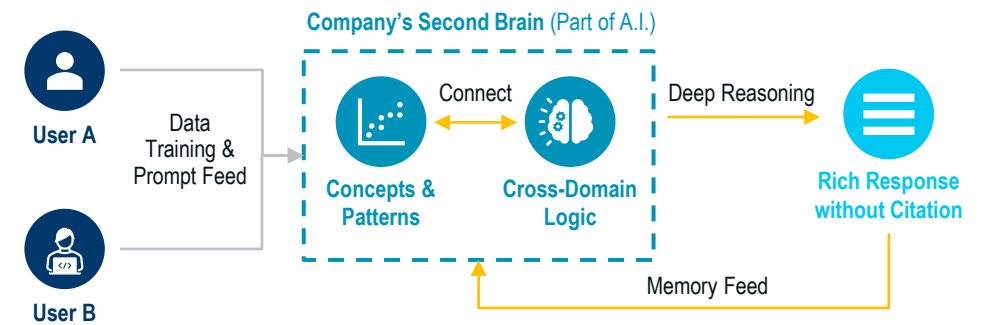 Company's Second Brain (Part of A.I.)
User A
Data
Training &
Prompt Feed
User B
Connect
Concepts &
Patterns
Cross-Domain
Logic
Deep Reasoning
Rich Response
without Citation
Memory Feed